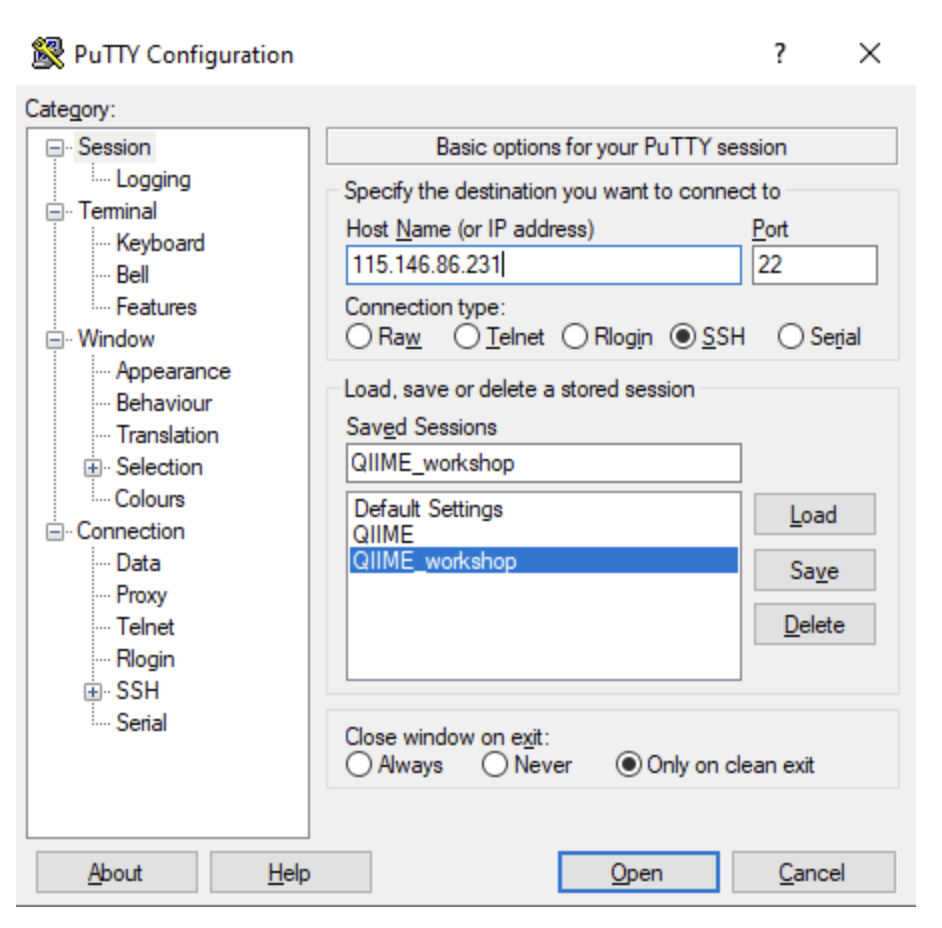 PuTTY Configuration
?
Category:
Session
Logging
Terminal
Keyboard
Bell
Features
Window
Appearance
Behaviour
Translation
Selection
Colours
Connection
Data
Proxy
Telnet
Rlogin
SSH
Serial
Basic options for your PuTTY session
Specify the destination you want to connect to
Host Name (or IP address) Port
115.146.86.231 22
Connection type:
Raw Telnet Rlogin SSH Serial
Load, save or delete a stored session
Saved Sessions
QIIME_workshop
Default Settings
QIIME
QIIME_workshop
Load
Save
Delete
Close window on exit:
Always Never Only on clean exit
About Help Open Cancel